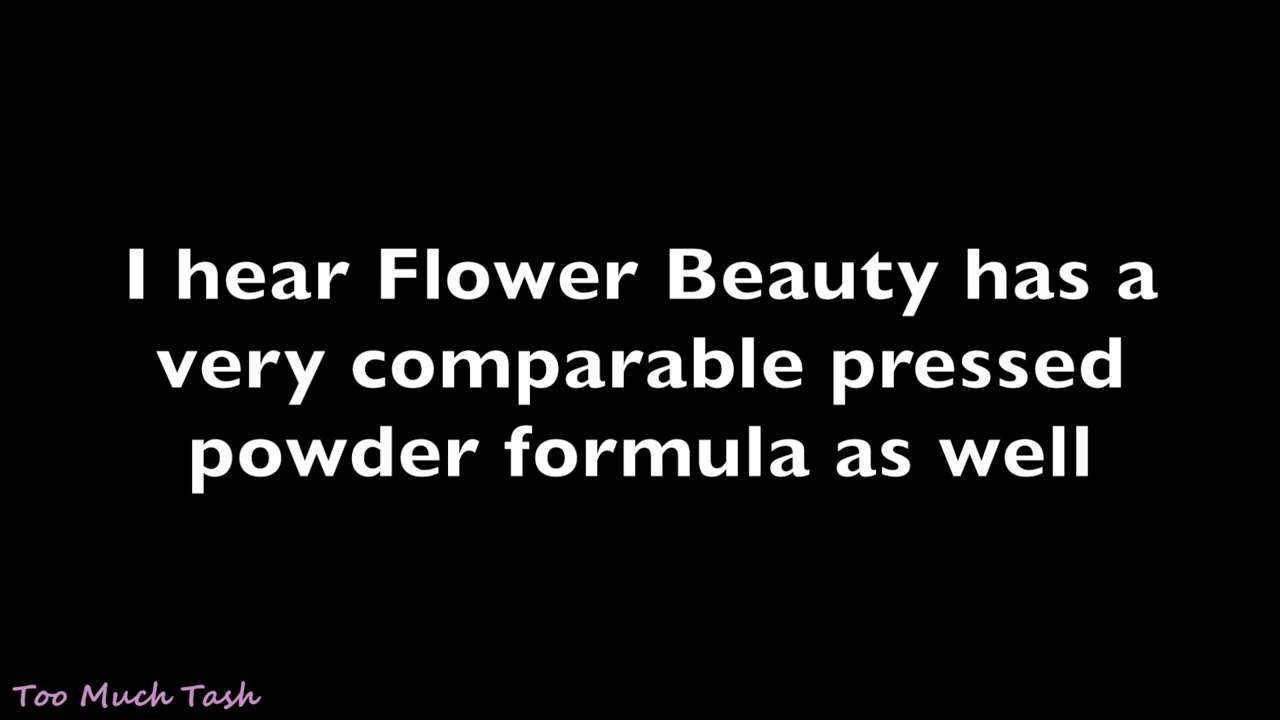 I hear Flower Beauty has a
very comparable pressed
powder formula as well
Too Much Tash